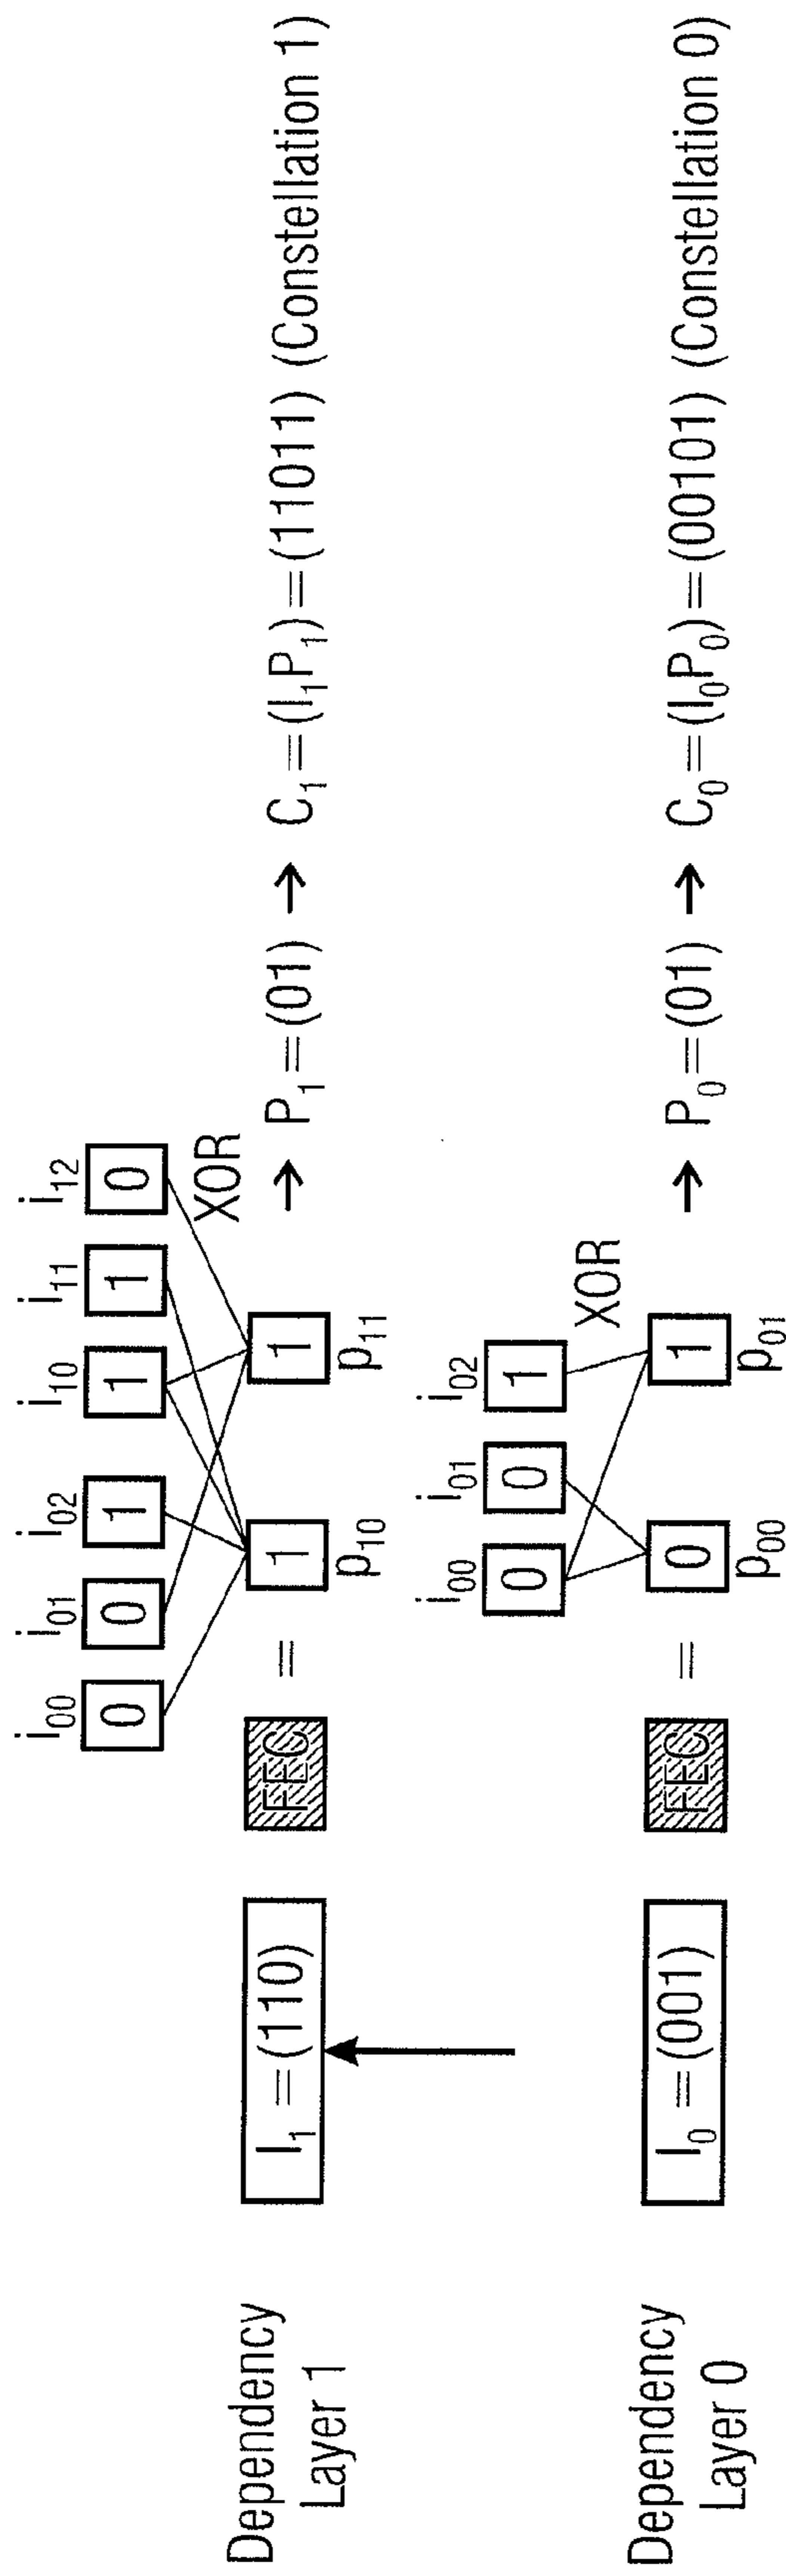 i₀₀ i₀₁ i₀₂ i₁₀ i₁₁ i₁₂
0 0 1 1 1 0
XOR
Dependency
Layer 1
I₁=(110)
FEC = 1 1 → P₁=(01) → C₁=(I₁P₁)=(11011) (Constellation 1)
p₁₀ p₁₁
i₀₀ i₀₁ i₀₂
0 0 1
XOR
Dependency
Layer 0
I₀=(001)
FEC = 0 1 → P₀=(01) → C₀=(I₀P₀)=(00101) (Constellation 0)
p₀₀ p₀₁